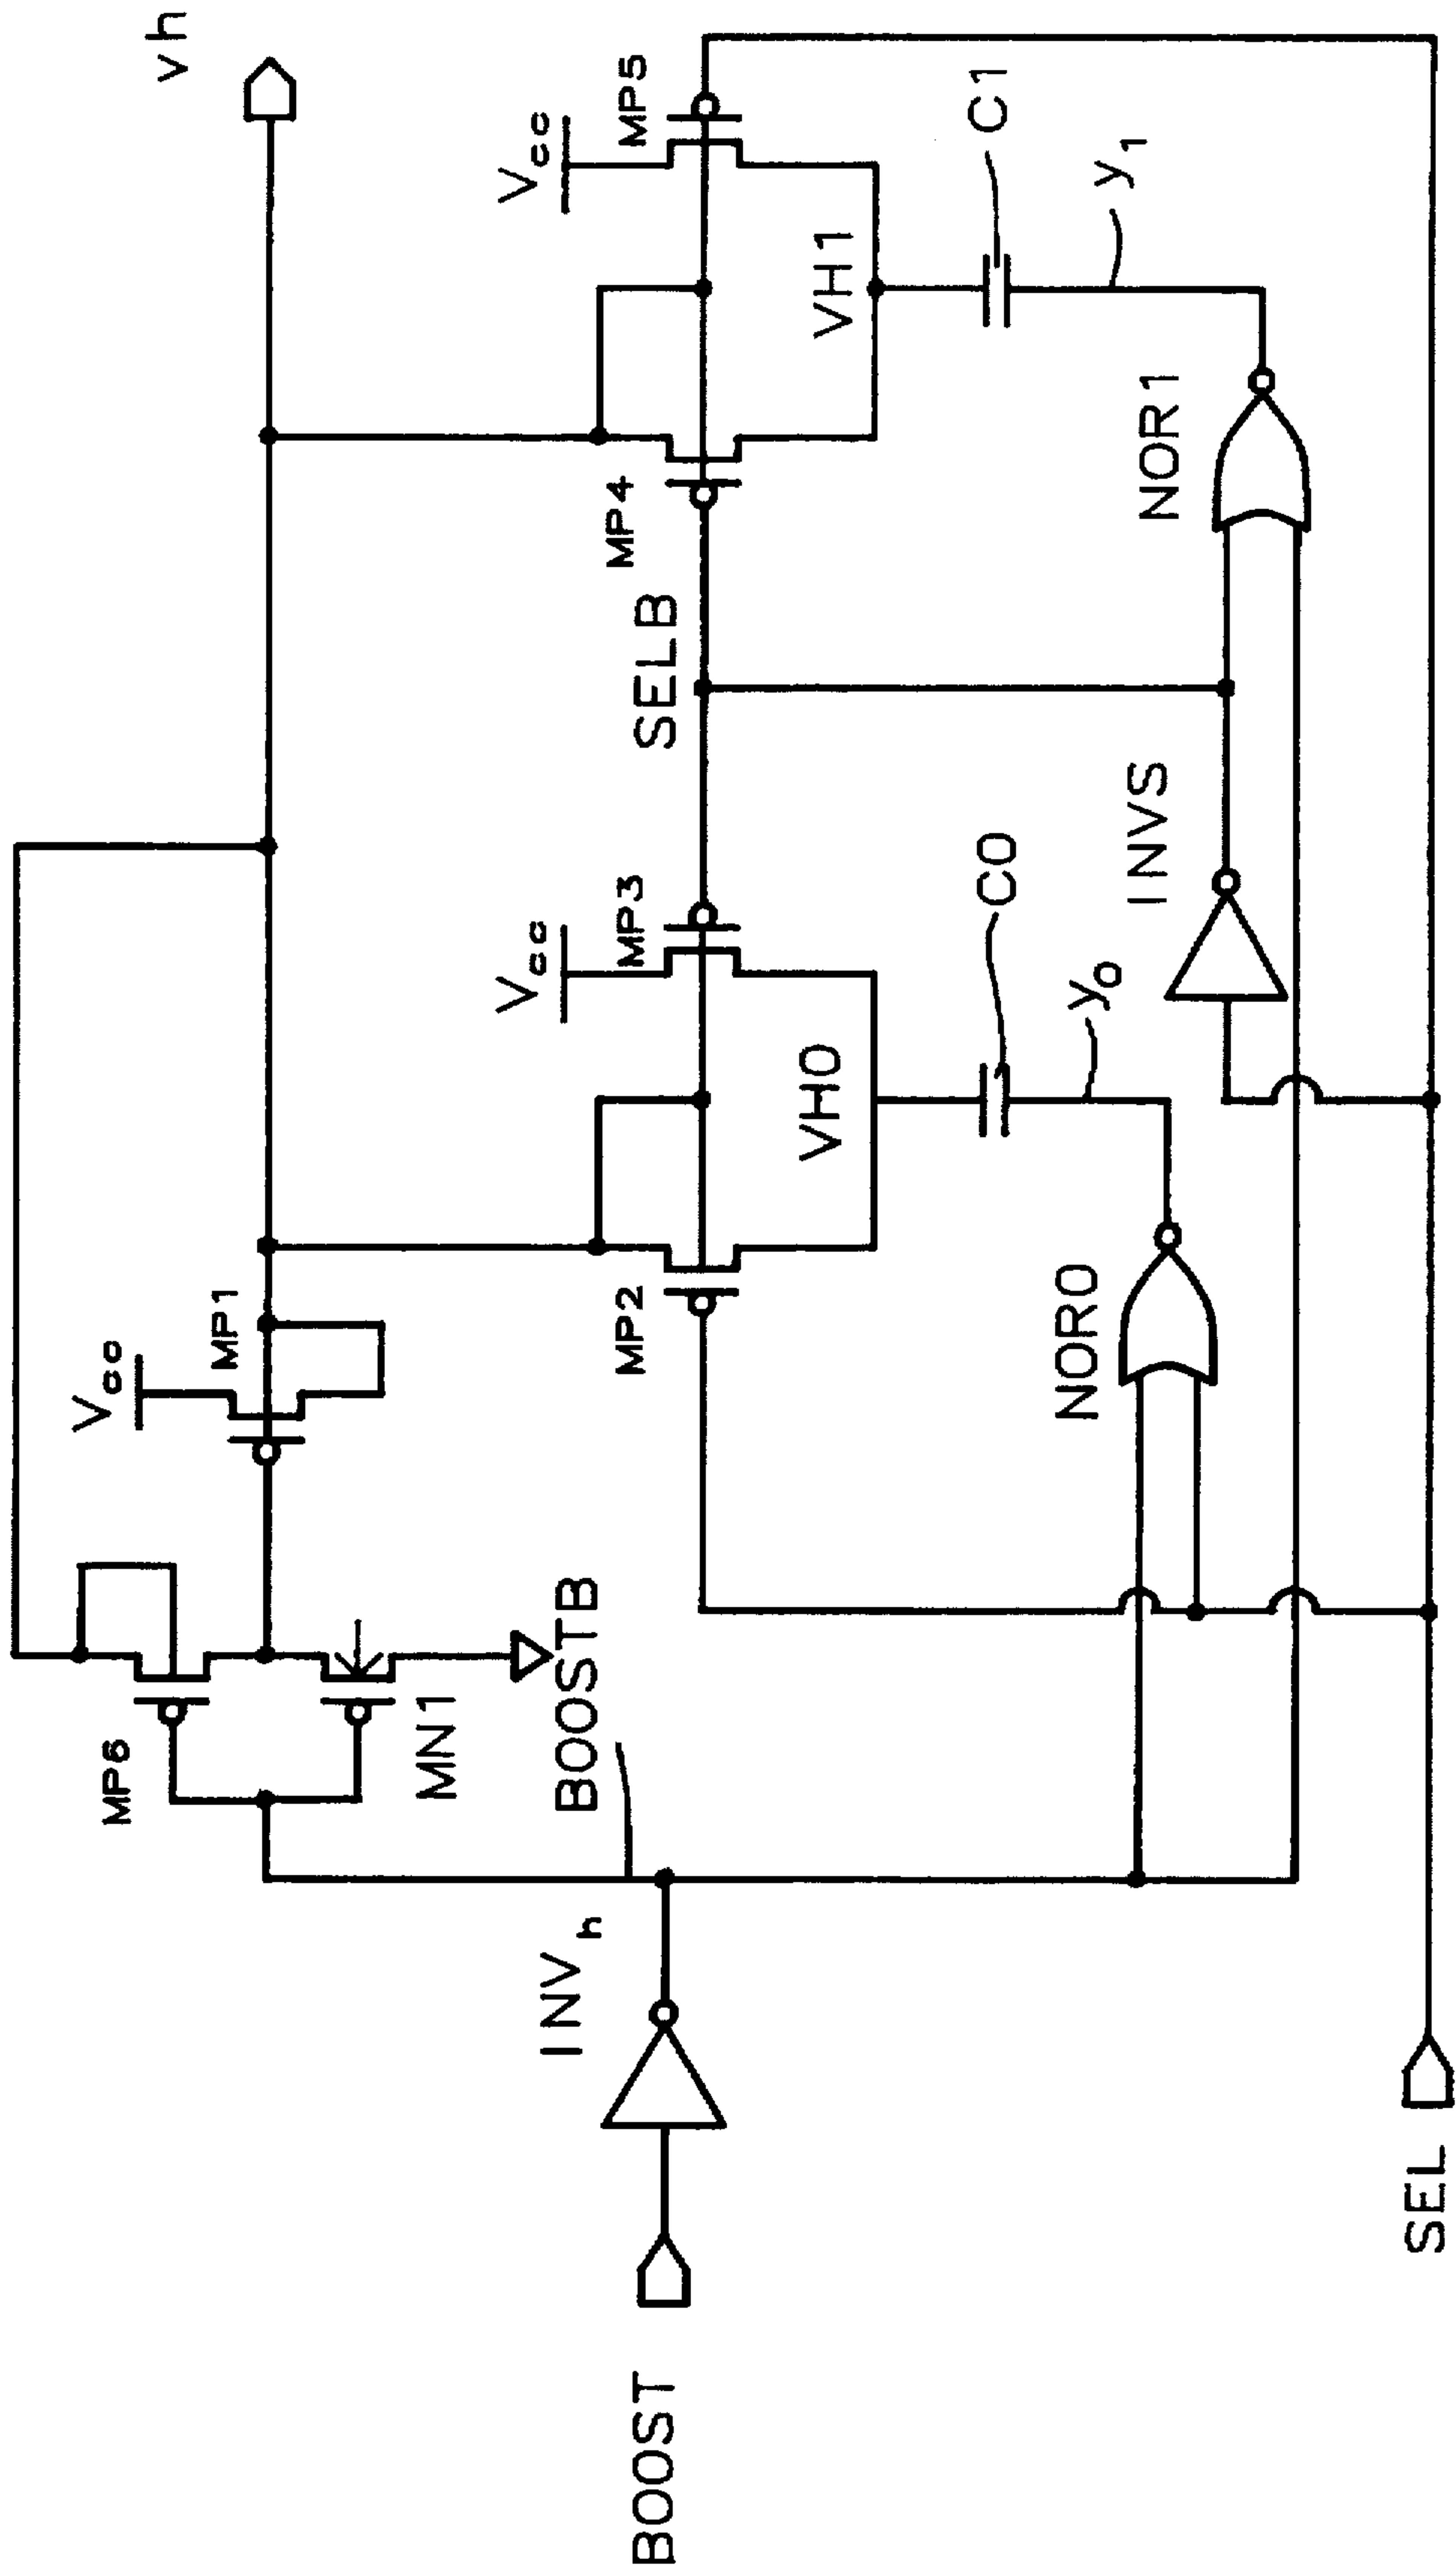 vh
Vcc
MP1
MP6
MN1
BOOSTB
Vcc
MP5
MP4
SELB
Vcc
MP3
MP2
VH1
VH0
C1
C0
y1
y0
NOR1
INVS
NOR0
INVh
BOOST
SEL